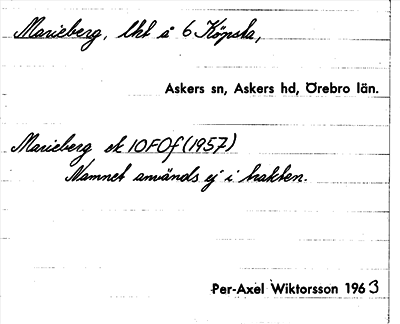 Marieberg, lht å 6 Köpsta,
Askers sn, Askers hd, Örebro län.
Marieberg ek 10F0f (1957)
Namnet används ej i trakten.
Per-Axel Wiktorsson 1963